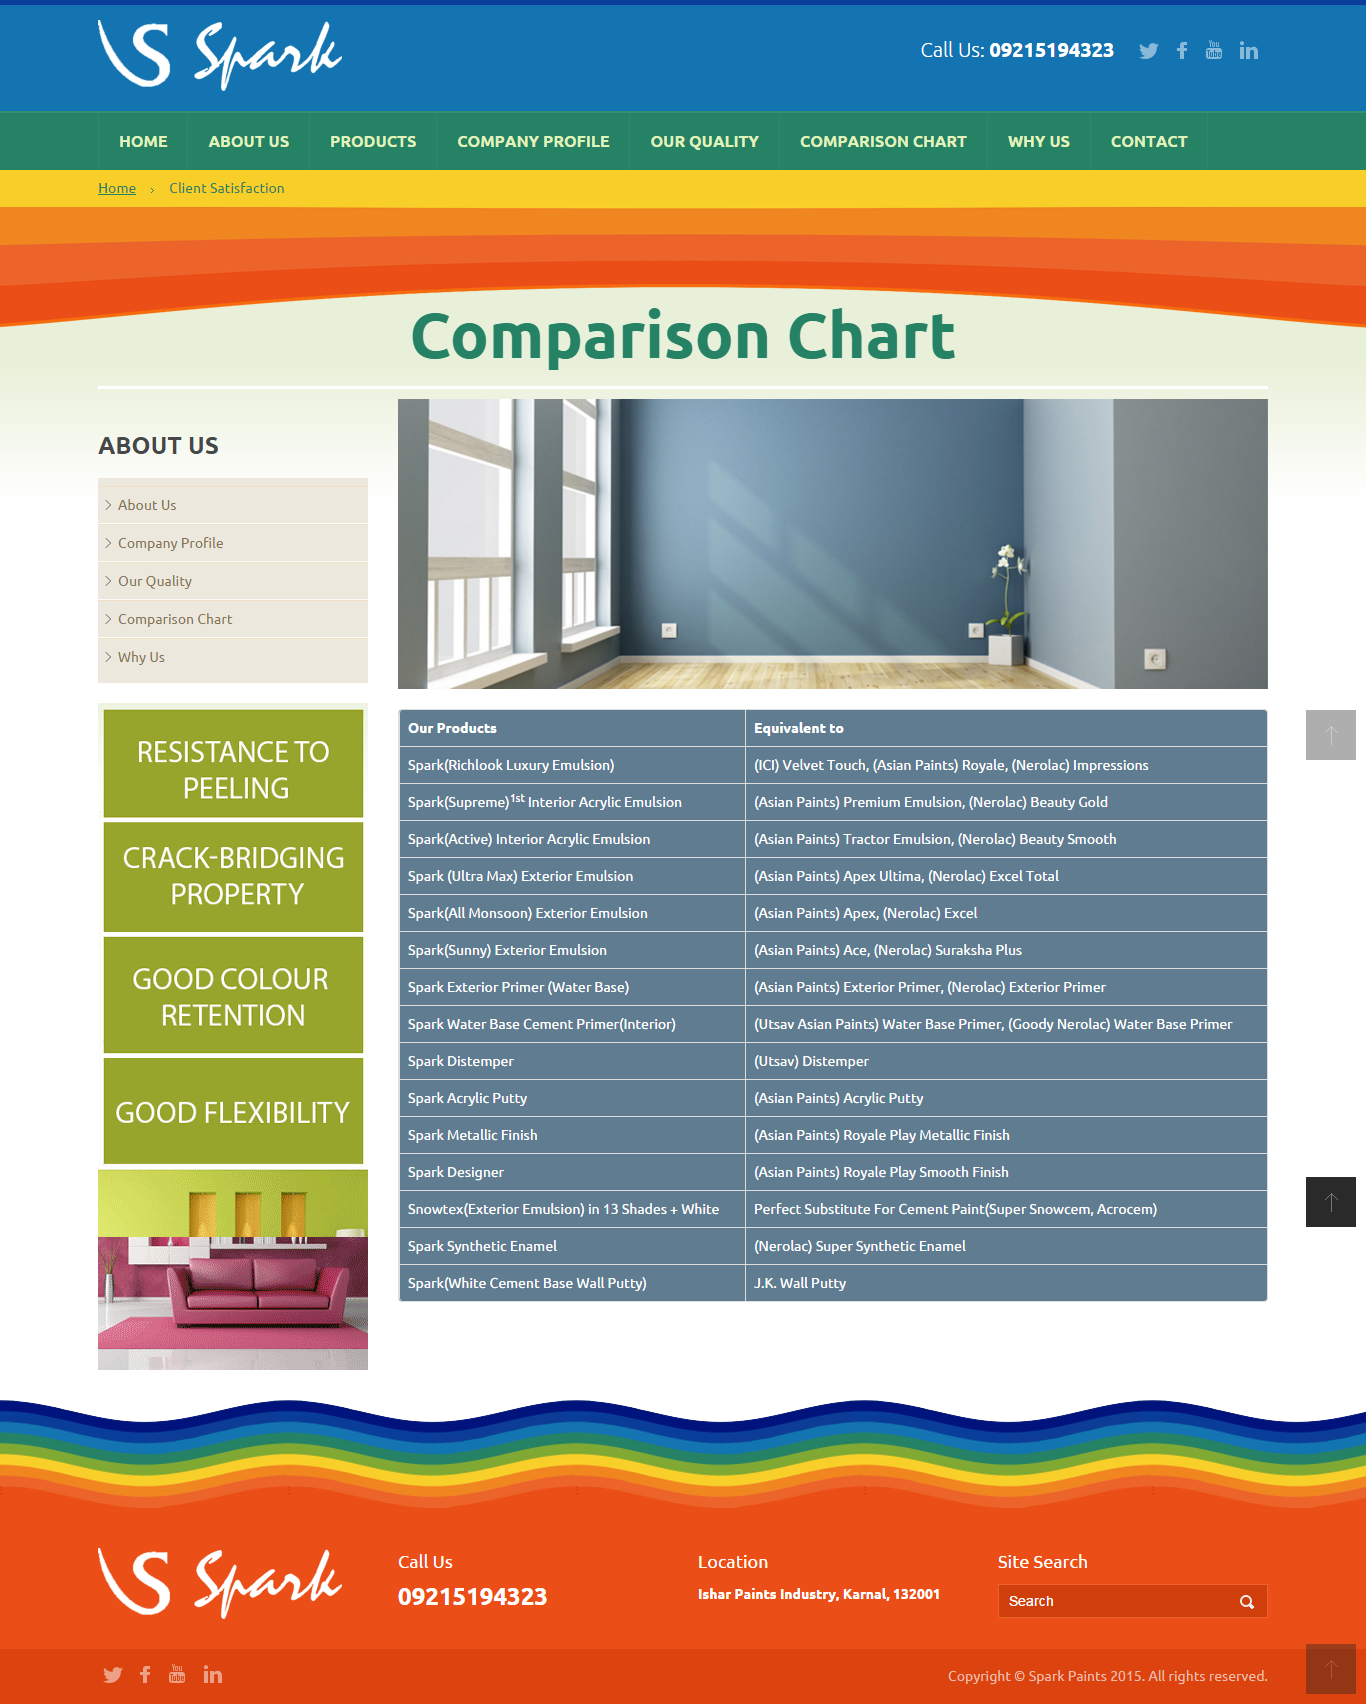 VS Spark
Call Us: 09215194323
HOME ABOUT US PRODUCTS COMPANY PROFILE OUR QUALITY COMPARISON CHART WHY US CONTACT
Home › Client Satisfaction
Comparison Chart
ABOUT US
About Us
Company Profile
Our Quality
Comparison Chart
Why Us
RESISTANCE TO
PEELING
CRACK-BRIDGING
PROPERTY
GOOD COLOUR
RETENTION
GOOD FLEXIBILITY
Our Products Equivalent to
Spark(Richlook Luxury Emulsion) (ICI) Velvet Touch, (Asian Paints) Royale, (Nerolac) Impressions
Spark(Supreme)1st Interior Acrylic Emulsion (Asian Paints) Premium Emulsion, (Nerolac) Beauty Gold
Spark(Active) Interior Acrylic Emulsion (Asian Paints) Tractor Emulsion, (Nerolac) Beauty Smooth
Spark (Ultra Max) Exterior Emulsion (Asian Paints) Apex Ultima, (Nerolac) Excel Total
Spark(All Monsoon) Exterior Emulsion (Asian Paints) Apex, (Nerolac) Excel
Spark(Sunny) Exterior Emulsion (Asian Paints) Ace, (Nerolac) Suraksha Plus
Spark Exterior Primer (Water Base) (Asian Paints) Exterior Primer, (Nerolac) Exterior Primer
Spark Water Base Cement Primer(Interior) (Utsav Asian Paints) Water Base Primer, (Goody Nerolac) Water Base Primer
Spark Distemper (Utsav) Distemper
Spark Acrylic Putty (Asian Paints) Acrylic Putty
Spark Metallic Finish (Asian Paints) Royale Play Metallic Finish
Spark Designer (Asian Paints) Royale Play Smooth Finish
Snowtex(Exterior Emulsion) in 13 Shades + White Perfect Substitute For Cement Paint(Super Snowcem, Acrocem)
Spark Synthetic Enamel (Nerolac) Super Synthetic Enamel
Spark(White Cement Base Wall Putty) J.K. Wall Putty
VS Spark
Call Us
09215194323
Location
Ishar Paints Industry, Karnal, 132001
Site Search
Search
Copyright © Spark Paints 2015. All rights reserved.